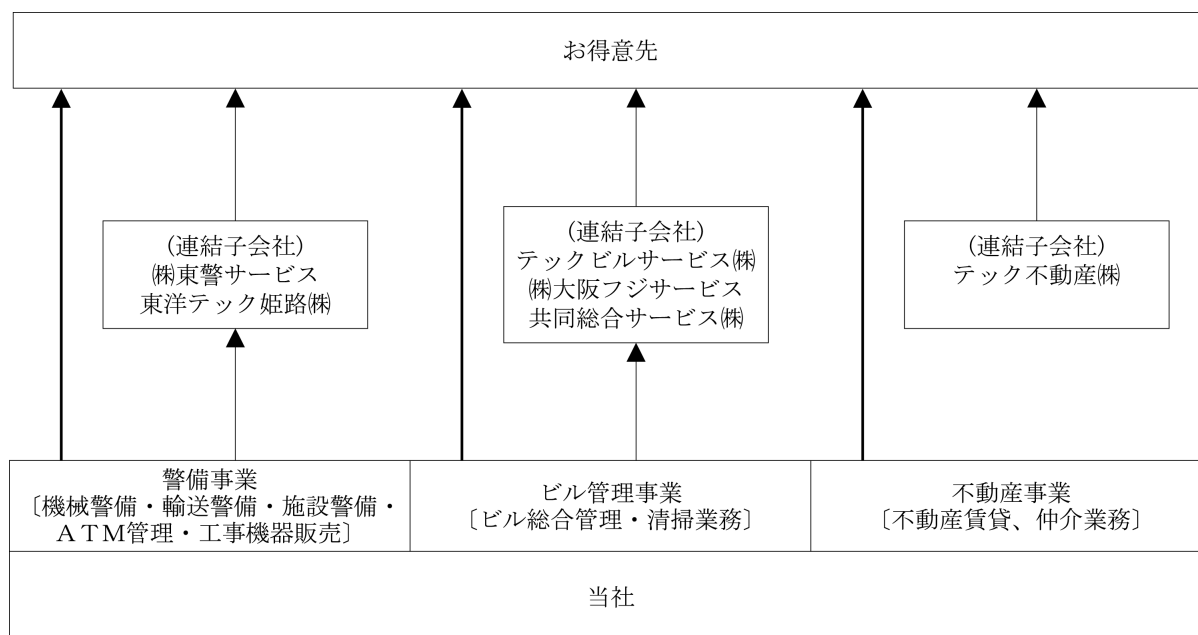 お得意先
(連結子会社)
㈱東警サービス
東洋テック姫路㈱
(連結子会社)
テックビルサービス㈱
㈱大阪フジサービス
共同総合サービス㈱
(連結子会社)
テック不動産㈱
警備事業
〔機械警備・輸送警備・施設警備・
ＡＴＭ管理・工事機器販売〕
ビル管理事業
〔ビル総合管理・清掃業務〕
不動産事業
〔不動産賃貸、仲介業務〕
当社